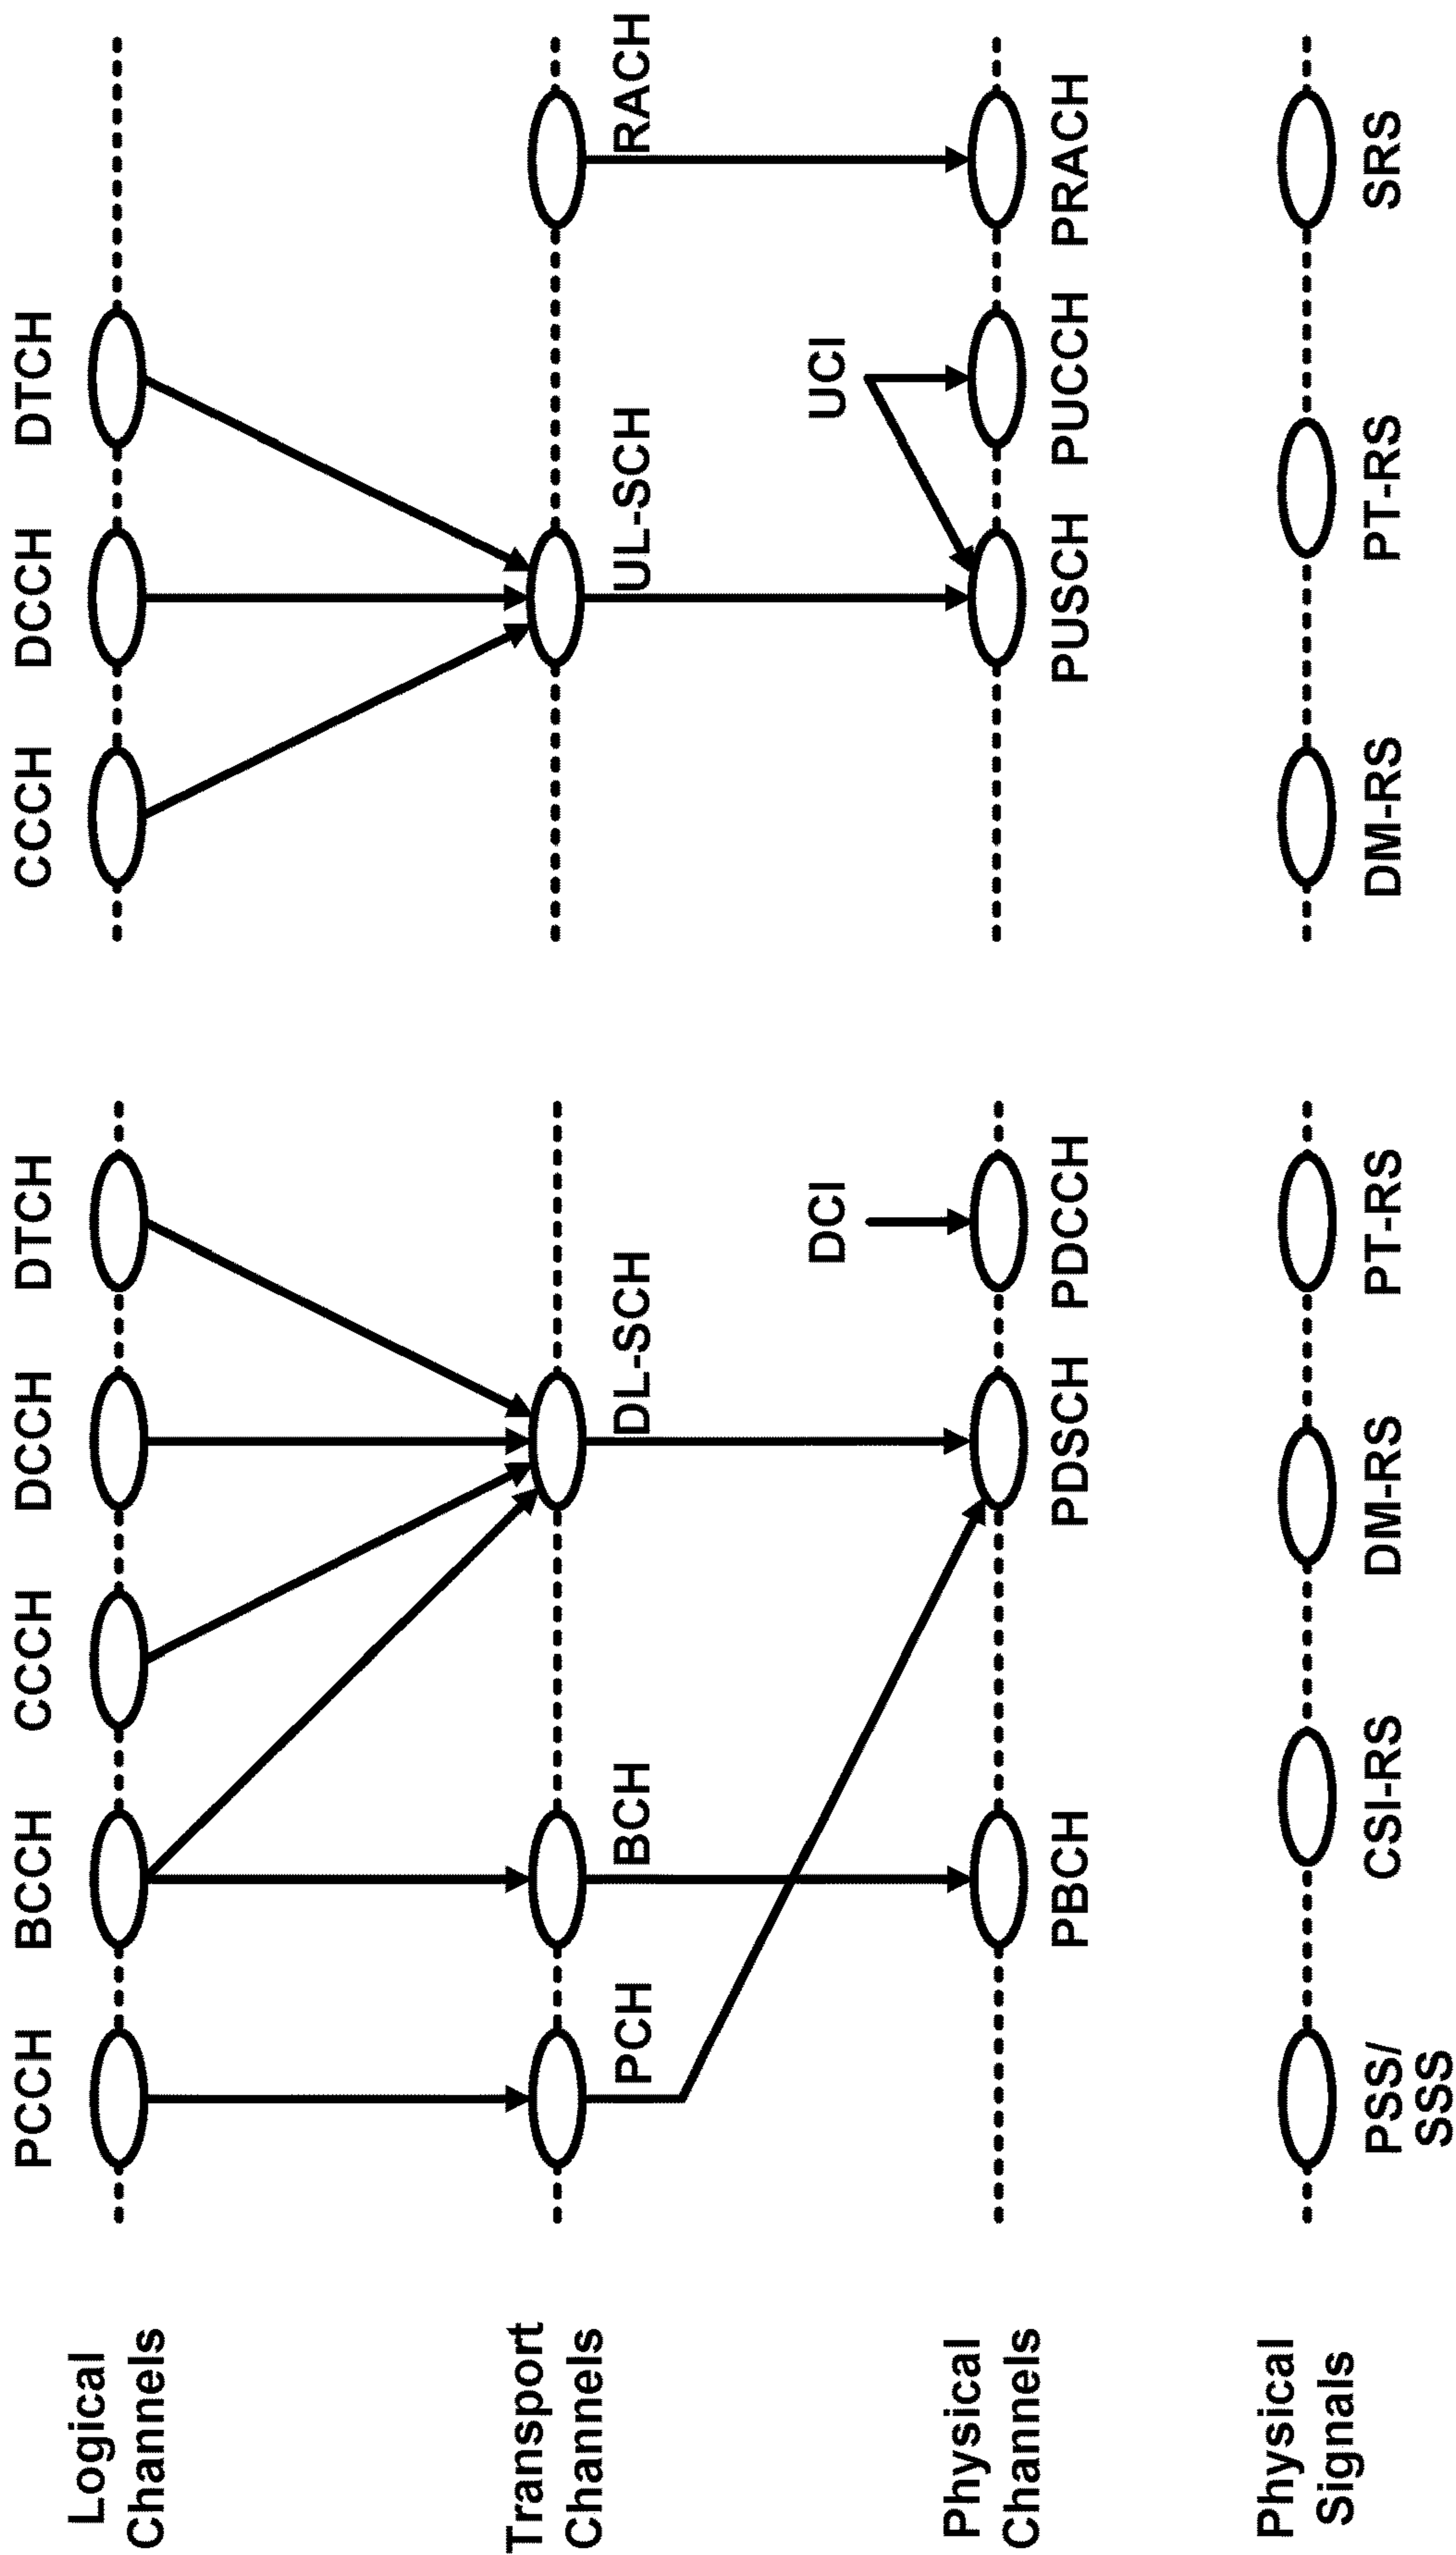 Logical
Channels
PCCH
BCCH
CCCH
DCCH
DTCH
CCCH
DCCH
DTCH
Transport
Channels
PCH
BCH
DL-SCH
UL-SCH
RACH
DCI
UCI
Physical
Channels
PBCH
PDSCH
PDCCH
PUSCH
PUCCH
PRACH
Physical
Signals
PSS/
SSS
CSI-RS
DM-RS
PT-RS
DM-RS
PT-RS
SRS